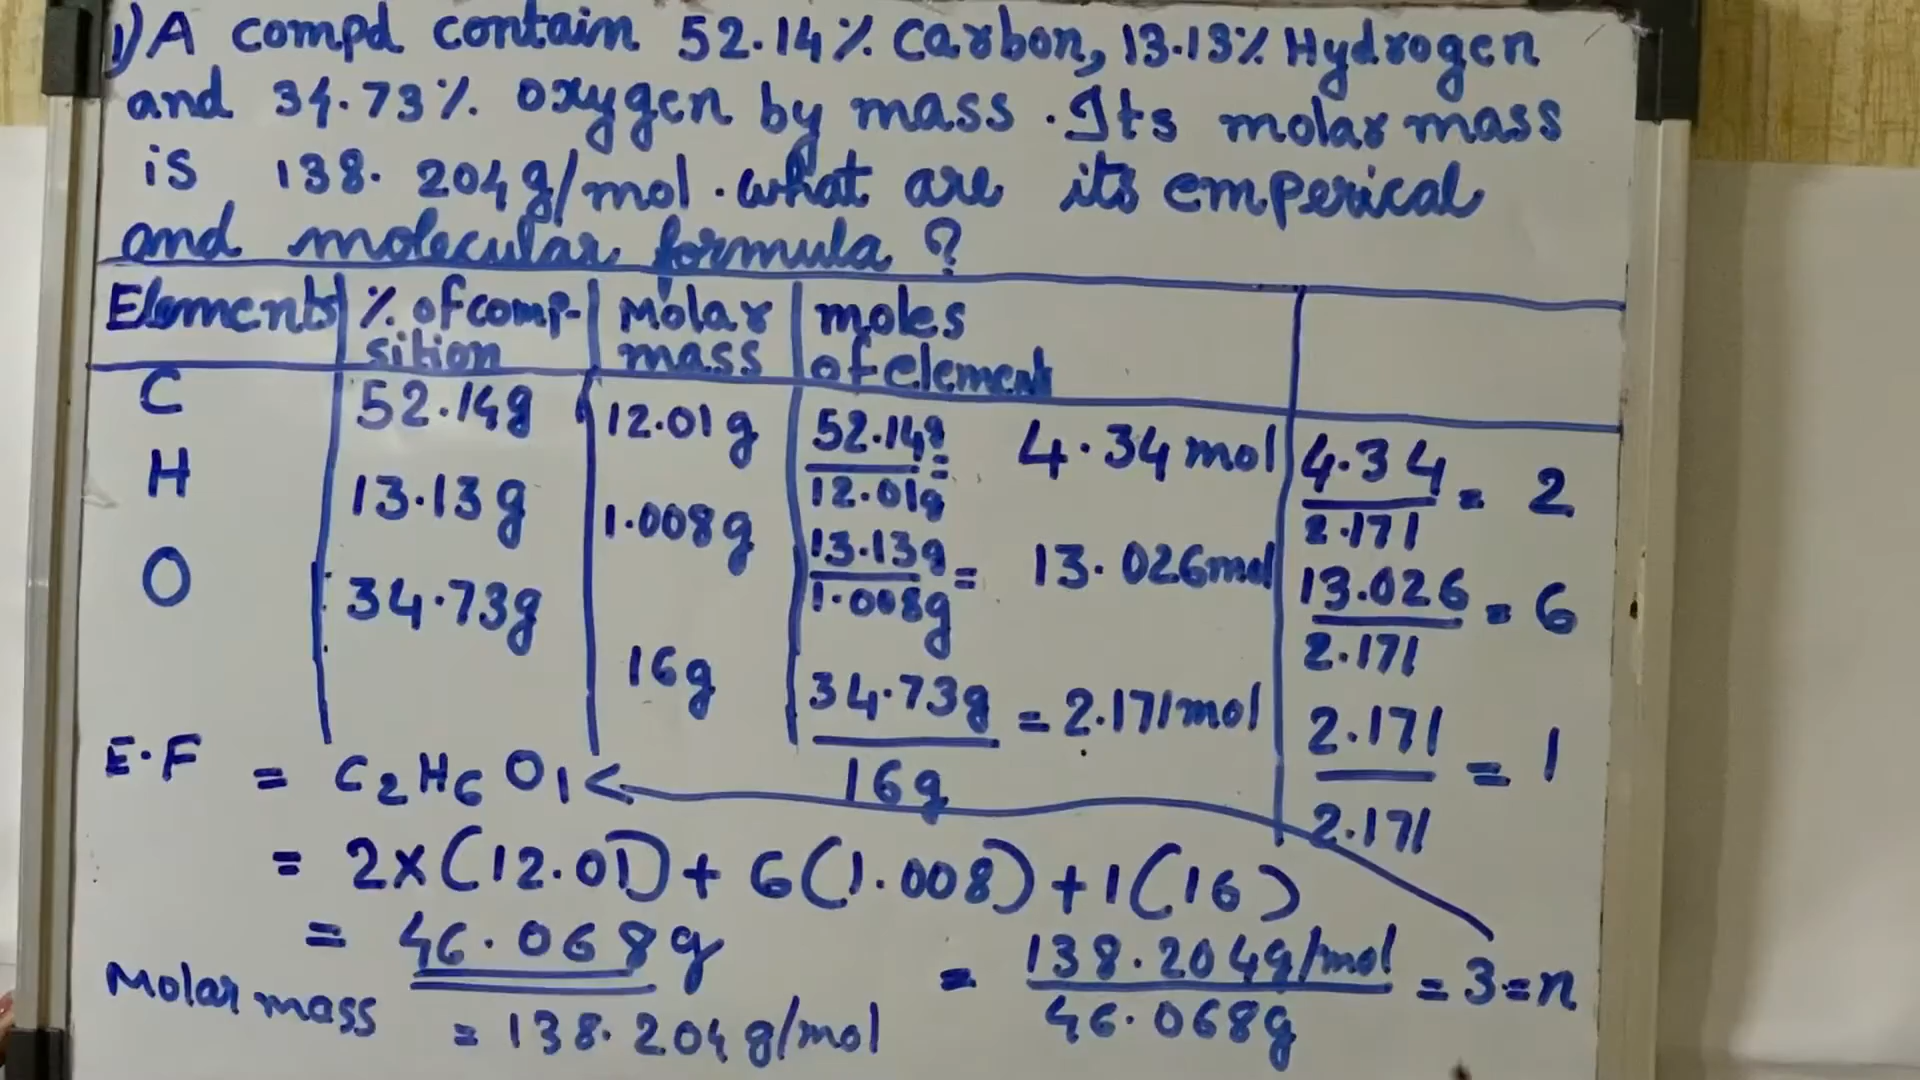 1) A compd contain 52.14% Carbon, 13.13% Hydrogen
and 34.73% oxygen by mass. Its molar mass
is 138.204g/mol. what are its emperical
and molecular formula?
Elements % of comp- Molar moles
sition mass of element
C 52.14g 12.01g 52.14g/12.01g = 4.34 mol 4.34/2.171 = 2
H 13.13g 1.008g 13.13g/1.008g = 13.026mol 13.026/2.171 = 6
O 34.73g 16g 34.73g/16g = 2.171mol 2.171/2.171 = 1
E.F = C2H6O1
= 2x(12.01)+ 6(1.008)+1(16)
= 46.068g
Molar mass = 138.204g/mol
= 138.204g/mol/46.068g = 3=n